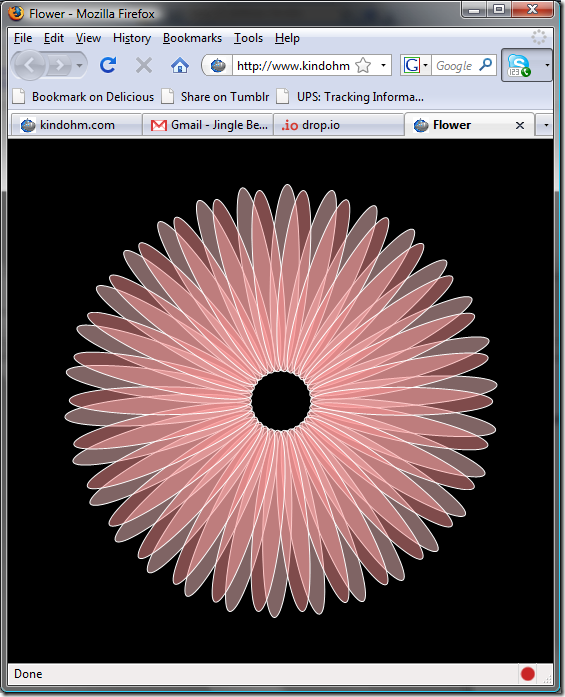 Flower - Mozilla Firefox
File Edit View History Bookmarks Tools Help
http://www.kindohm G Google 123
Bookmark on Delicious Share on Tumblr UPS: Tracking Informa...
kindohm.com Gmail - Jingle Be... .io drop.io Flower
Done